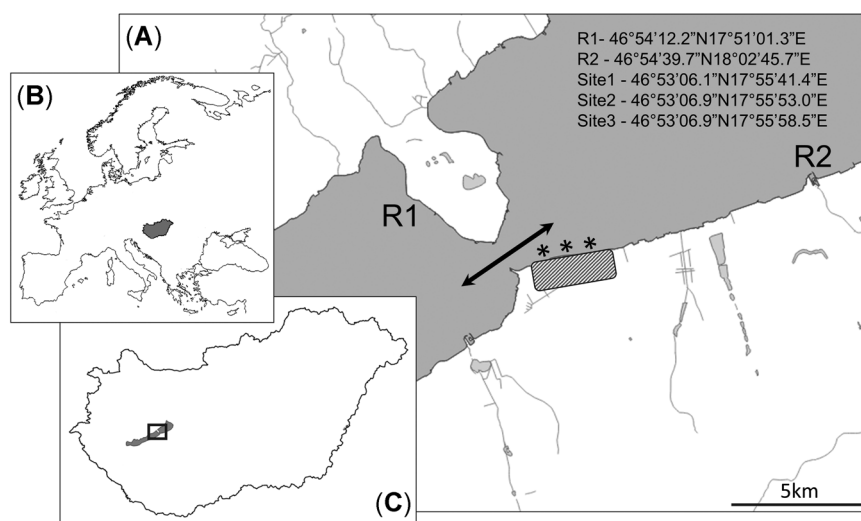 (A)
R1- 46°54’12.2”N17°51’01.3”E
R2 - 46°54’39.7”N18°02’45.7”E
Site1 - 46°53’06.1”N17°55’41.4”E
Site2 - 46°53’06.9”N17°55’53.0”E
Site3 - 46°53’06.9”N17°55’58.5”E
(B)
R2
R1
* * *
(C)
5km